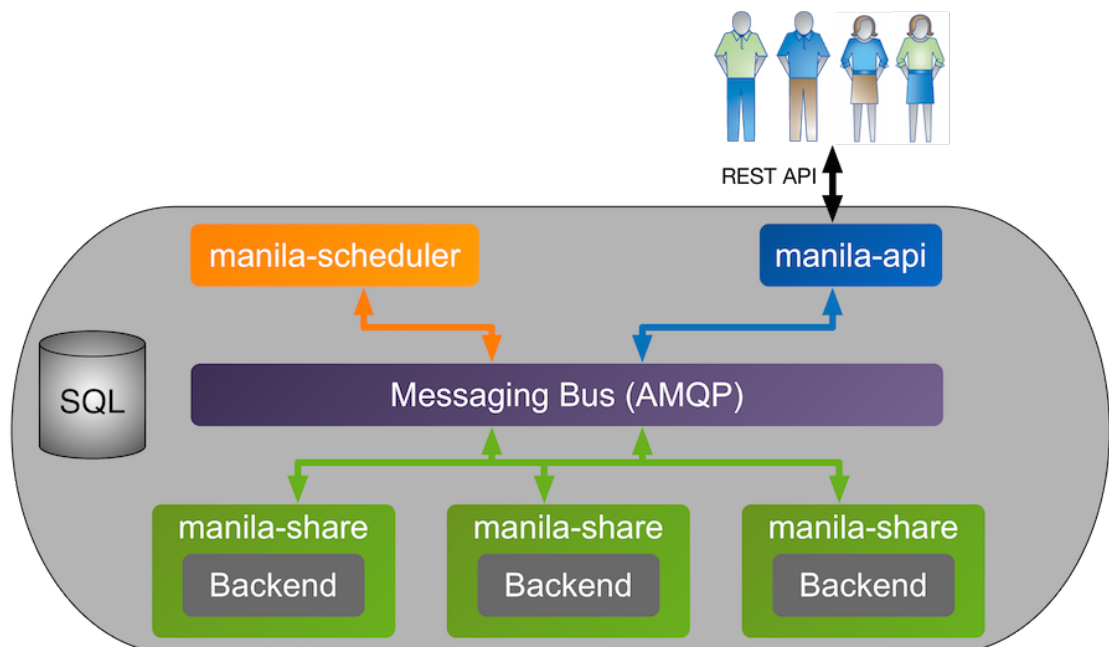 REST API
manila-scheduler
manila-api
SQL
Messaging Bus (AMQP)
manila-share
manila-share
manila-share
Backend
Backend
Backend